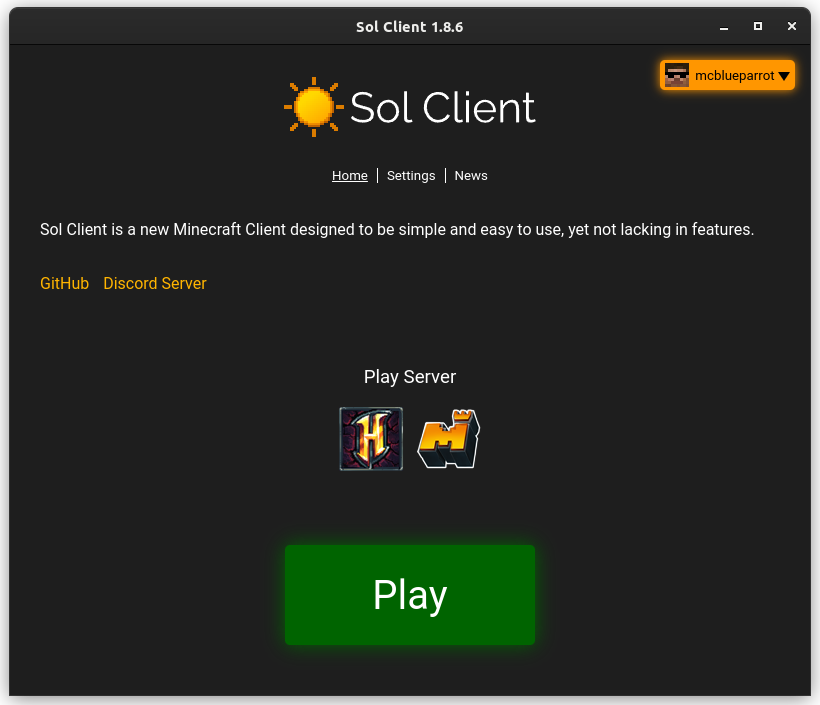 Sol Client 1.8.6
mcblueparrot
Sol Client
Home Settings News
Sol Client is a new Minecraft Client designed to be simple and easy to use, yet not lacking in features.
GitHub Discord Server
Play Server
H M
Play